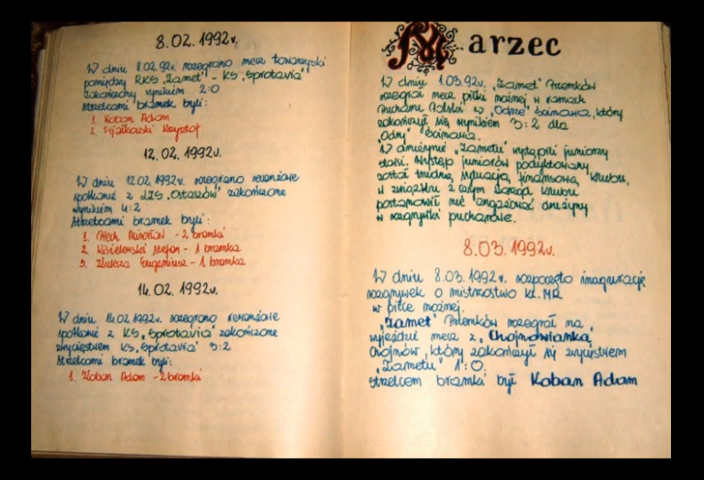 8.02.1992r.
W dniu 8.02.92r. rozegrano mecz towarzyski
pomiędzy RKS „Zamet" - KS „Sprotavia"
zakończony wynikiem 2:0
Strzelcami bramek byli:
1. Koban Adam
2. Fijałkowski Krzysztof
12.02.1992r.
W dniu 12.02.1992r. rozegrano rewanżowe
spotkanie z LZS „Ostaszów" zakończone
wynikiem 4:2
Strzelcami bramek byli:
1. Mirosław - 2 bramki
2. Kisielewski Stefan - 1 bramka
3. Eugeniusz - 1 bramka
14.02.1992r.
W dniu 14.02.1992r. rozegrano rewanżowe
spotkanie z KS „Sprotavia" zakończone
zwycięstwem KS „Sprotavia" 3:2
Strzelcami bramek byli:
1. Koban Adam - 2 bramki
Marzec
W dniu 1.03.92r. „Zamet" Przemków
rozegrał mecz piłki nożnej w ramach
Pucharu Polski z „Odrą" Ścinawa, który
zakończył się wynikiem 3:2 dla
„Odry" Ścinawa.
W drużynie „Zametu" wystąpili juniorzy
starsi. Występ juniorów podyktowany
został trudną sytuacją finansową klubu,
w związku z czym Zarząd Klubu
postanowił nie angażować drużyny
w rozgrywki pucharowe.
8.03.1992r.
W dniu 8.03.1992r. rozpoczęto inaugurację
rozgrywek o mistrzostwo kl. MR
w piłce nożnej.
„Zamet" Przemków rozegrał na
wyjeździe mecz z „Chojnowianką"
Chojnów, który zakończył się zwycięstwem
„Zametu" 1:0.
Strzelcem bramki był Koban Adam